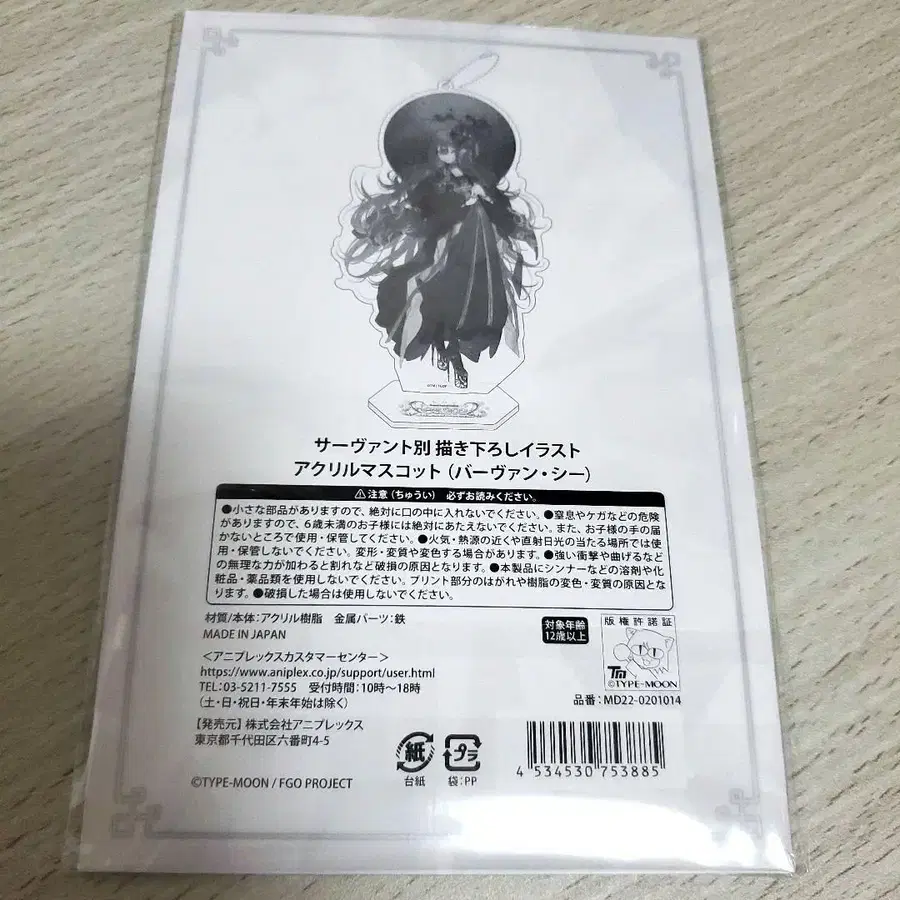 サーヴァント別 描き下ろしイラスト
アクリルマスコット（バーヴァン・シー）
⚠注意（ちゅうい） 必ずお読みください。
●小さな部品がありますので、絶対に口の中に入れないでください。●窒息やケガなどの危険
がありますので、6歳未満のお子様には絶対にあたえないでください。また、お子様の手の届
かないところで使用・保管してください。●火気・熱源の近くや直射日光の当たる場所では使
用・保管しないでください。変形・変質や変色する場合があります。●強い衝撃や曲げるなど
の無理な力が加わると割れなど破損の原因となります。●本製品にシンナーなどの溶剤や化
粧品・薬品類を使用しないでください。プリント部分のはがれや樹脂の変色・変質の原因とな
ります。●破損した場合は使用しないでください。
材質/本体：アクリル樹脂 金属パーツ：鉄
MADE IN JAPAN
対象年齢
12歳以上
版権許諾証
TM
©TYPE-MOON
品番：MD22-0201014
＜アニプレックスカスタマーセンター＞
https://www.aniplex.co.jp/support/user.html
TEL：03-5211-7555 受付時間：10時～18時
（土・日・祝日・年末年始は除く）
【発売元】株式会社アニプレックス
東京都千代田区六番町4-5
紙
台紙
プラ
袋：PP
4 534530 753885
©TYPE-MOON / FGO PROJECT